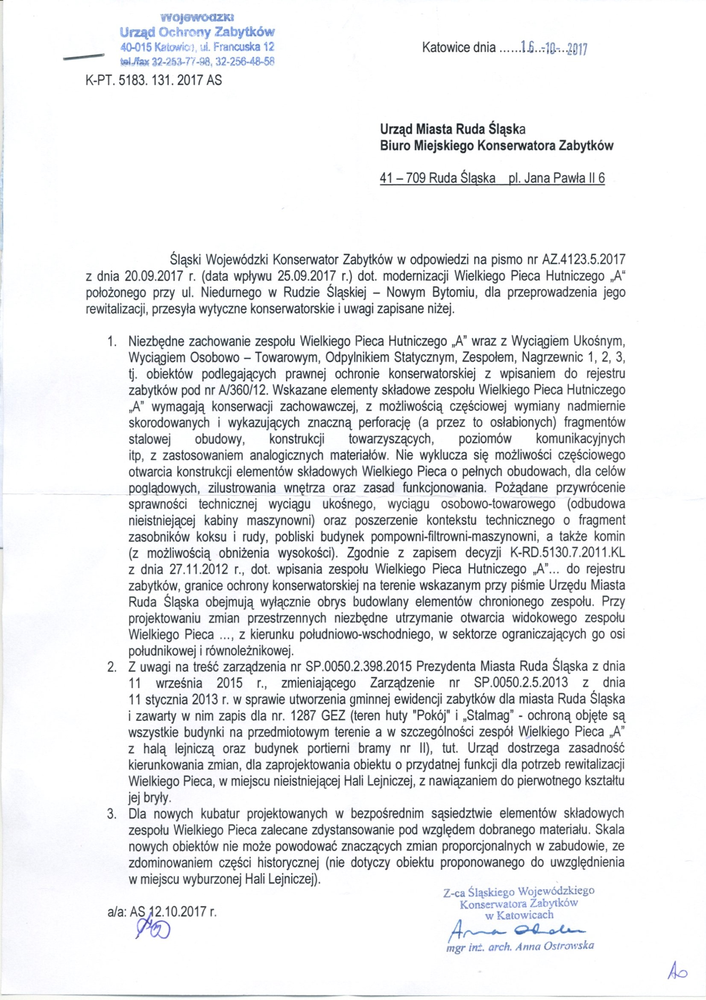 Wojewódzki
Urząd Ochrony Zabytków
40-015 Katowice, ul. Francuska 12
tel./fax 32-253-77-98, 32-256-48-58
Katowice dnia ......16..-10-...2017
K-PT. 5183. 131. 2017 AS
Urząd Miasta Ruda Śląska
Biuro Miejskiego Konserwatora Zabytków
41 – 709 Ruda Śląska pl. Jana Pawła II 6
Śląski Wojewódzki Konserwator Zabytków w odpowiedzi na pismo nr AZ.4123.5.2017
z dnia 20.09.2017 r. (data wpływu 25.09.2017 r.) dot. modernizacji Wielkiego Pieca Hutniczego „A“
położonego przy ul. Niedurnego w Rudzie Śląskiej – Nowym Bytomiu, dla przeprowadzenia jego
rewitalizacji, przesyła wytyczne konserwatorskie i uwagi zapisane niżej.
1. Niezbędne zachowanie zespołu Wielkiego Pieca Hutniczego „A” wraz z Wyciągiem Ukośnym,
Wyciągiem Osobowo – Towarowym, Odpylnikiem Statycznym, Zespołem, Nagrzewnic 1, 2, 3,
tj. obiektów podlegających prawnej ochronie konserwatorskiej z wpisaniem do rejestru
zabytków pod nr A/360/12. Wskazane elementy składowe zespołu Wielkiego Pieca Hutniczego
„A” wymagają konserwacji zachowawczej, z możliwością częściowej wymiany nadmiernie
skorodowanych i wykazujących znaczną perforację (a przez to osłabionych) fragmentów
stalowej obudowy, konstrukcji towarzyszących, poziomów komunikacyjnych
itp, z zastosowaniem analogicznych materiałów. Nie wyklucza się możliwości częściowego
otwarcia konstrukcji elementów składowych Wielkiego Pieca o pełnych obudowach, dla celów
poglądowych, zilustrowania wnętrza oraz zasad funkcjonowania. Pożądane przywrócenie
sprawności technicznej wyciągu ukośnego, wyciągu osobowo-towarowego (odbudowa
nieistniejącej kabiny maszynowni) oraz poszerzenie kontekstu technicznego o fragment
zasobników koksu i rudy, pobliski budynek pompowni-filtrowni-maszynowni, a także komin
(z możliwością obniżenia wysokości). Zgodnie z zapisem decyzji K-RD.5130.7.2011.KL
z dnia 27.11.2012 r., dot. wpisania zespołu Wielkiego Pieca Hutniczego „A”... do rejestru
zabytków, granice ochrony konserwatorskiej na terenie wskazanym przy piśmie Urzędu Miasta
Ruda Śląska obejmują wyłącznie obrys budowlany elementów chronionego zespołu. Przy
projektowaniu zmian przestrzennych niezbędne utrzymanie otwarcia widokowego zespołu
Wielkiego Pieca ..., z kierunku południowo-wschodniego, w sektorze ograniczających go osi
południkowej i równoleżnikowej.
2. Z uwagi na treść zarządzenia nr SP.0050.2.398.2015 Prezydenta Miasta Ruda Śląska z dnia
11 września 2015 r., zmieniającego Zarządzenie nr SP.0050.2.5.2013 z dnia
11 stycznia 2013 r. w sprawie utworzenia gminnej ewidencji zabytków dla miasta Ruda Śląska
i zawarty w nim zapis dla nr. 1287 GEZ (teren huty "Pokój" i „Stalmag” - ochroną objęte są
wszystkie budynki na przedmiotowym terenie a w szczególności zespół Wielkiego Pieca „A”
z halą lejniczą oraz budynek portierni bramy nr II), tut. Urząd dostrzega zasadność
kierunkowania zmian, dla zaprojektowania obiektu o przydatnej funkcji dla potrzeb rewitalizacji
Wielkiego Pieca, w miejscu nieistniejącej Hali Lejniczej, z nawiązaniem do pierwotnego kształtu
jej bryły.
3. Dla nowych kubatur projektowanych w bezpośrednim sąsiedztwie elementów składowych
zespołu Wielkiego Pieca zalecane zdystansowanie pod względem dobranego materiału. Skala
nowych obiektów nie może powodować znaczących zmian proporcjonalnych w zabudowie, ze
zdominowaniem części historycznej (nie dotyczy obiektu proponowanego do uwzględnienia
w miejscu wyburzonej Hali Lejniczej).
Z-ca Śląskiego Wojewódzkiego
Konserwatora Zabytków
w Katowicach
a/a: AS 12.10.2017 r.
mgr inż. arch. Anna Ostrowska